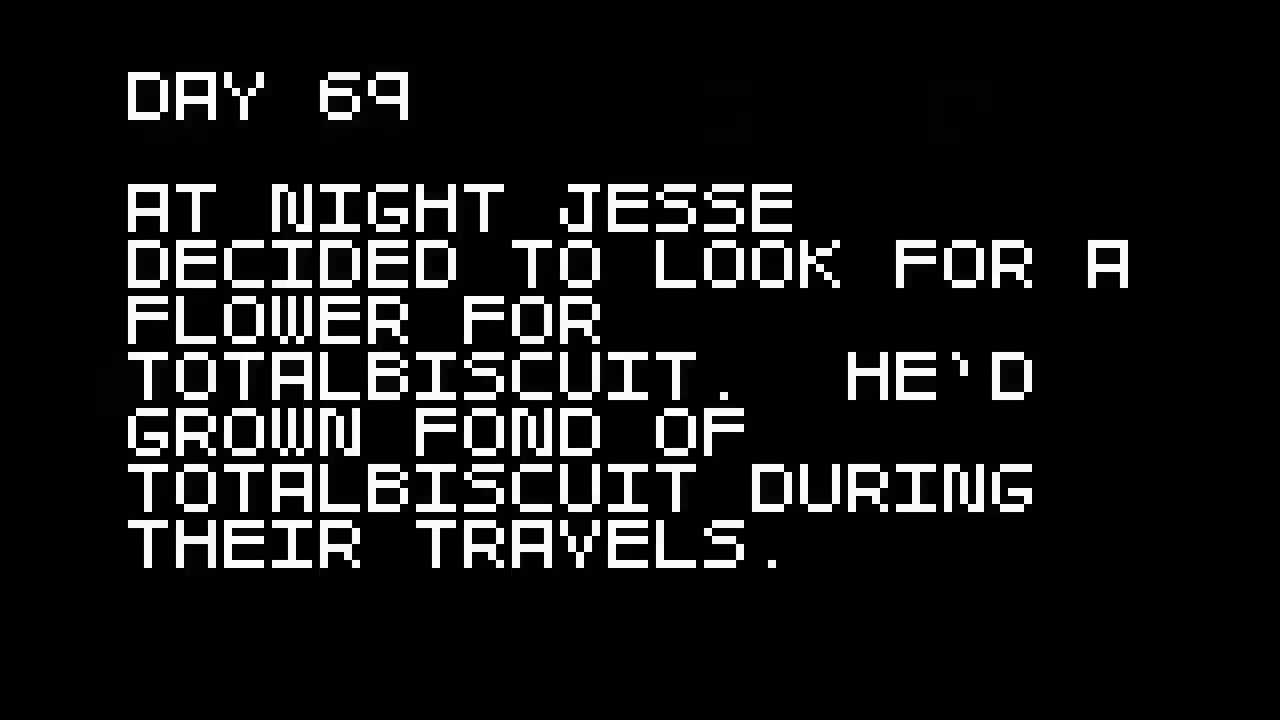 DAY 69
AT NIGHT JESSE
DECIDED TO LOOK FOR A
FLOWER FOR
TOTALBISCUIT.  HE'D
GROWN FOND OF
TOTALBISCUIT DURING
THEIR TRAVELS.